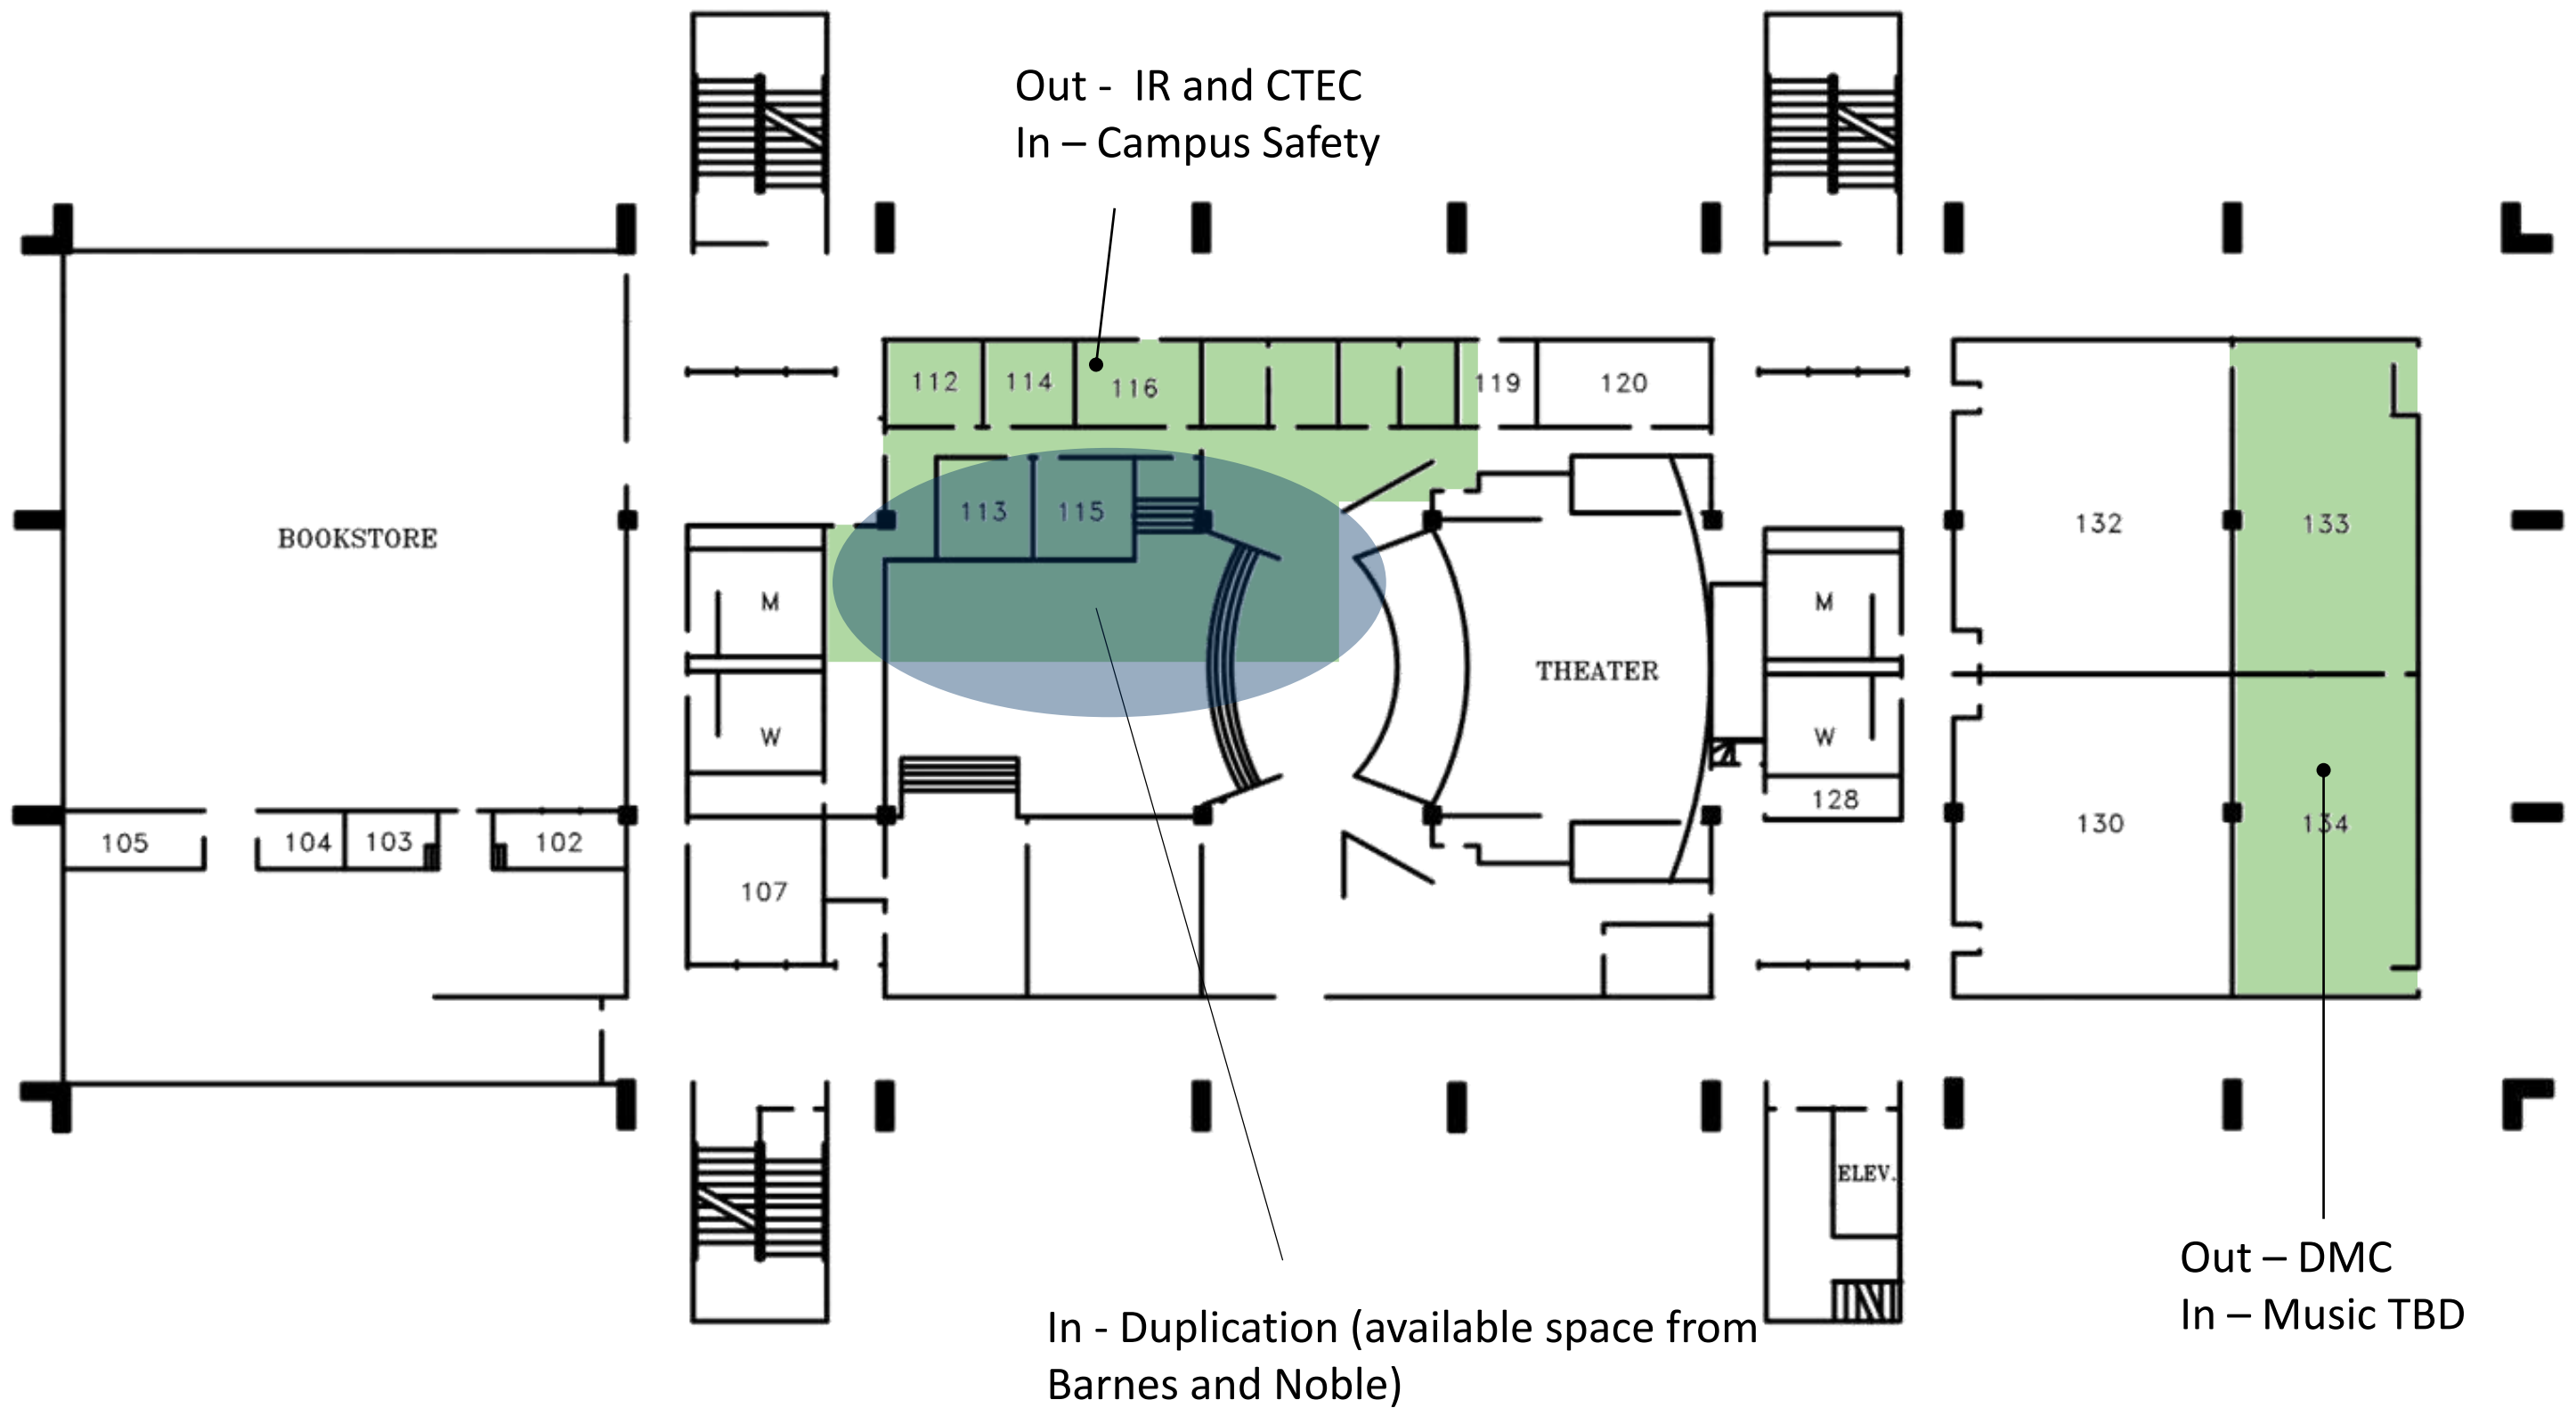 Out -  IR and CTEC
In – Campus Safety
112
114
116
119
120
113
115
BOOKSTORE
132
133
M
M
THEATER
W
W
128
105
104
103
102
130
134
107
ELEV.
Out – DMC
In – Music TBD
In - Duplication (available space from
Barnes and Noble)